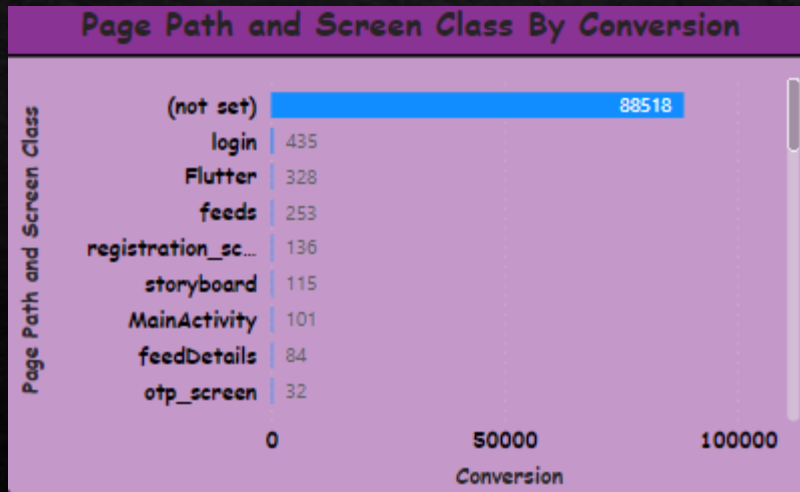 Page Path and Screen Class By Conversion
Page Path and Screen Class
(not set) 88518
login 435
Flutter 328
feeds 253
registration_sc... 136
storyboard 115
MainActivity 101
feedDetails 84
otp_screen 32
0 50000 100000
Conversion